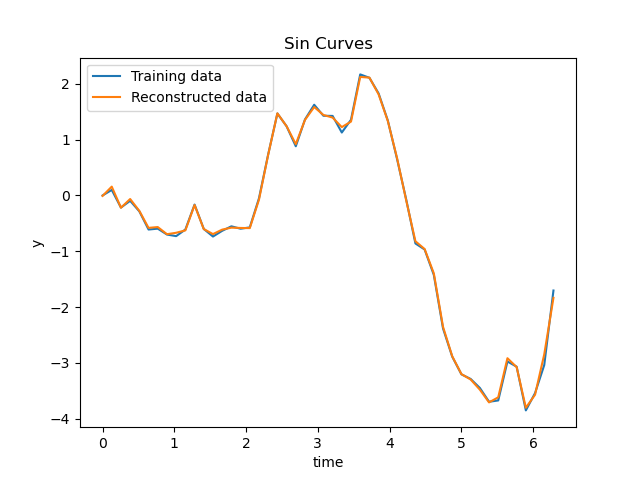 Sin Curves
Training data
Reconstructed data
y
2
1
0
−1
−2
−3
−4
0 1 2 3 4 5 6
time